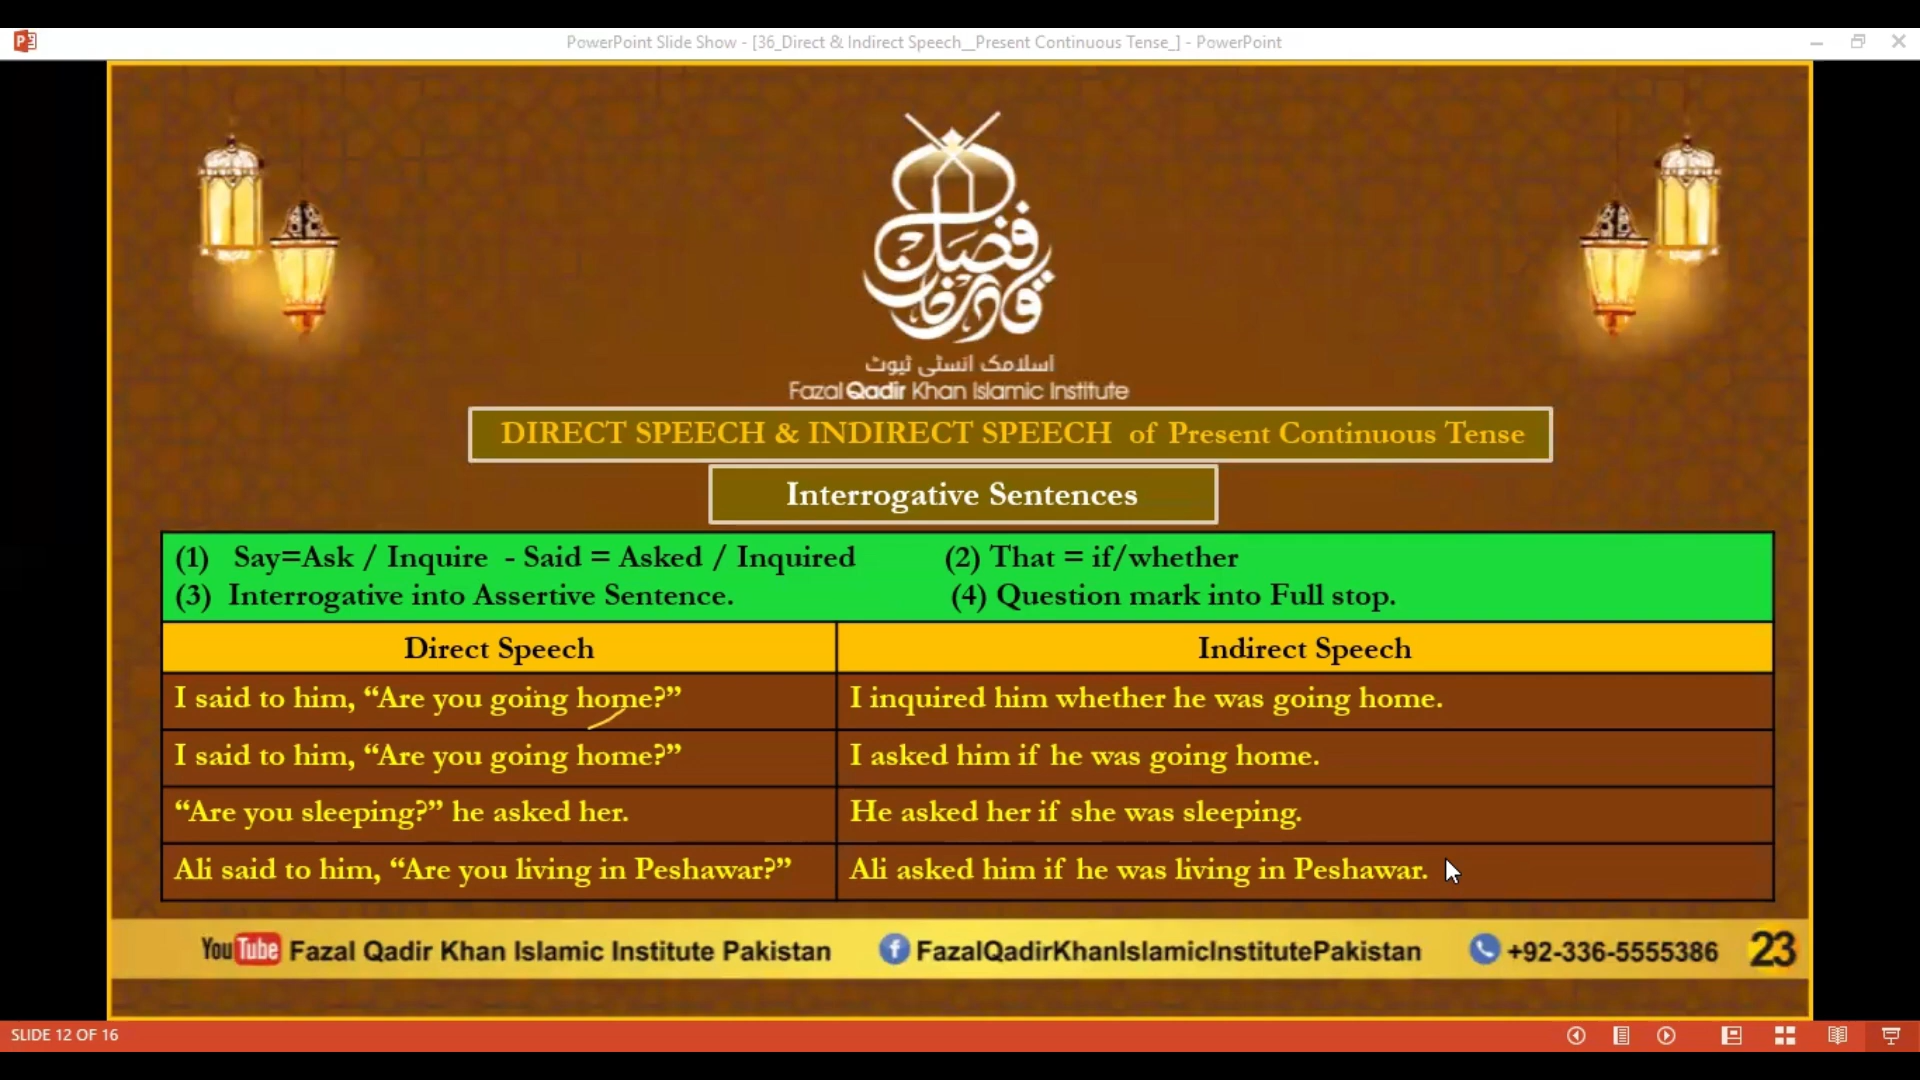 PowerPoint Slide Show - [36_Direct & Indirect Speech__Present Continuous Tense_] - PowerPoint
فضل قادر خان
اسلامک انسٹی ٹیوٹ
Fazal Qadir Khan Islamic Institute
DIRECT SPEECH & INDIRECT SPEECH of Present Continuous Tense
Interrogative Sentences
(1) Say=Ask / Inquire - Said = Asked / Inquired (2) That = if/whether
(3) Interrogative into Assertive Sentence. (4) Question mark into Full stop.
Direct Speech Indirect Speech
I said to him, “Are you going home?” I inquired him whether he was going home.
I said to him, “Are you going home?” I asked him if he was going home.
“Are you sleeping?” he asked her. He asked her if she was sleeping.
Ali said to him, “Are you living in Peshawar?” Ali asked him if he was living in Peshawar.
YouTube Fazal Qadir Khan Islamic Institute Pakistan FazalQadirKhanIslamicInstitutePakistan +92-336-5555386 23
SLIDE 12 OF 16